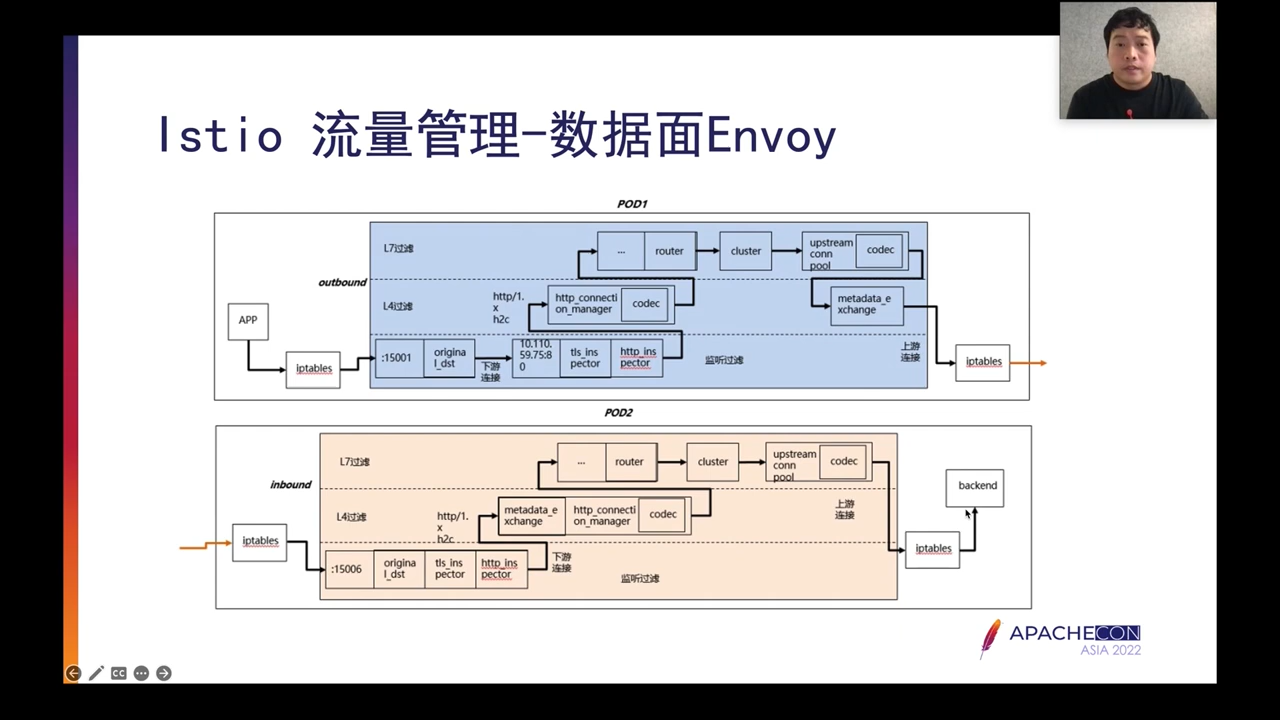 Istio 流量管理-数据面Envoy
POD1
outbound
APP
iptables
L7过滤
L4过滤
监听过滤
:15001
origina
l_dst
下游
连接
10.110.
59.75:8
0
tls_ins
pector
http_ins
pector
http/1.
x
h2c
http_connecti
on_manager
codec
...
router
cluster
upstream
conn
pool
codec
metadata_e
xchange
上游
连接
iptables
POD2
inbound
iptables
L7过滤
L4过滤
监听过滤
:15006
origina
l_dst
tls_ins
pector
http_ins
pector
下游
连接
http/1.
x
h2c
metadata_e
xchange
http_connecti
on_manager
codec
...
router
cluster
upstream
conn
pool
codec
上游
连接
iptables
backend
APACHECON
ASIA 2022
CC